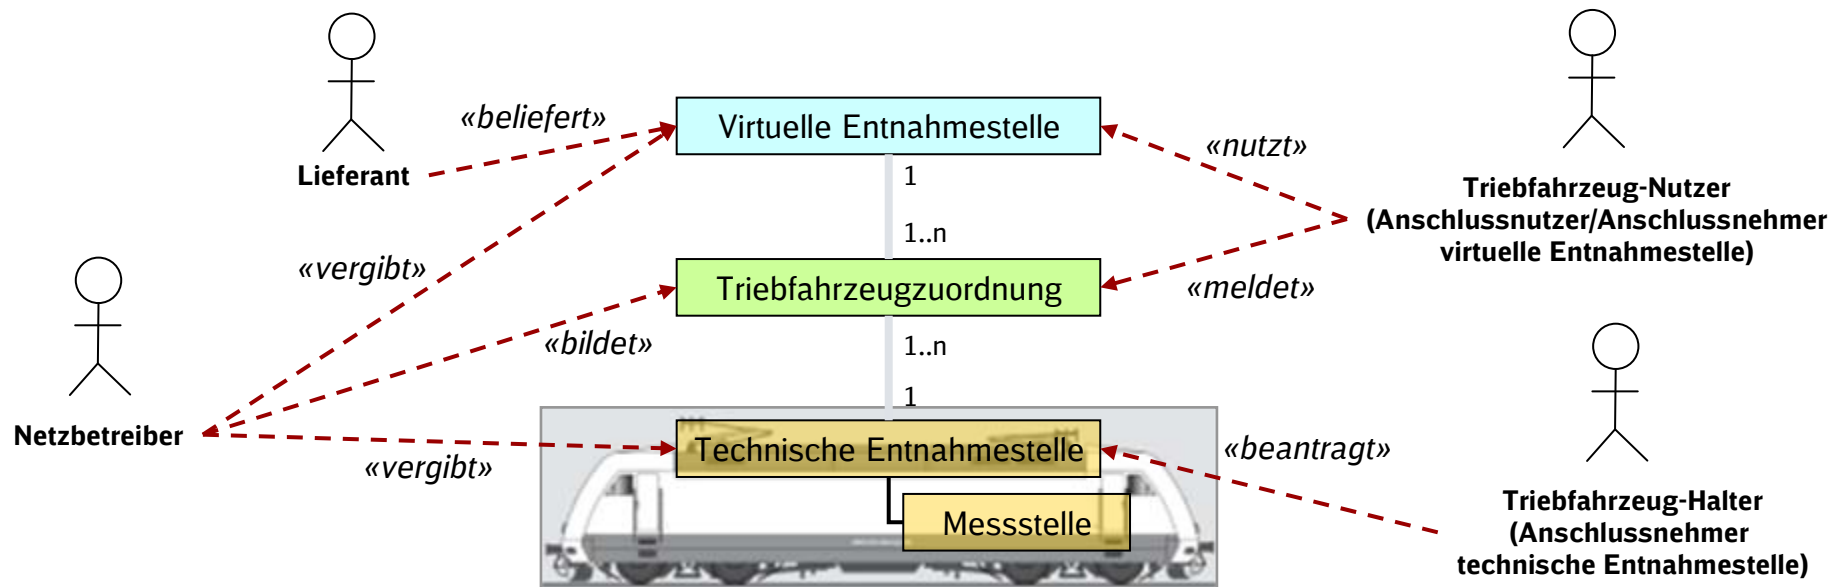 «beliefert»
Virtuelle Entnahmestelle
«nutzt»
Lieferant
1
Triebfahrzeug-Nutzer
(Anschlussnutzer/Anschlussnehmer
virtuelle Entnahmestelle)
1..n
«vergibt»
Triebfahrzeugzuordnung
«meldet»
«bildet»
1..n
1
Netzbetreiber
«vergibt»
Technische Entnahmestelle
«beantragt»
Messstelle
Triebfahrzeug-Halter
(Anschlussnehmer
technische Entnahmestelle)